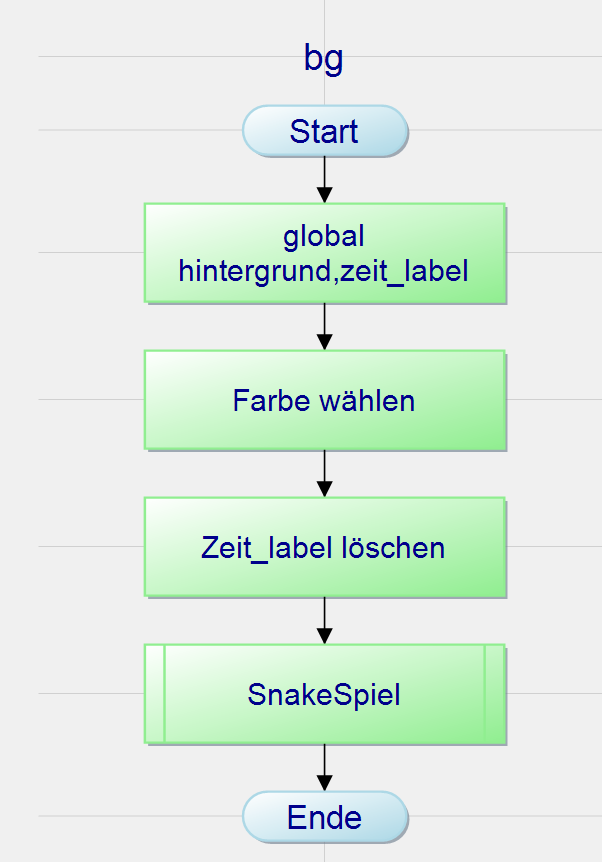 bg
Start
global
hintergrund,zeit_label
Farbe wählen
Zeit_label löschen
SnakeSpiel
Ende